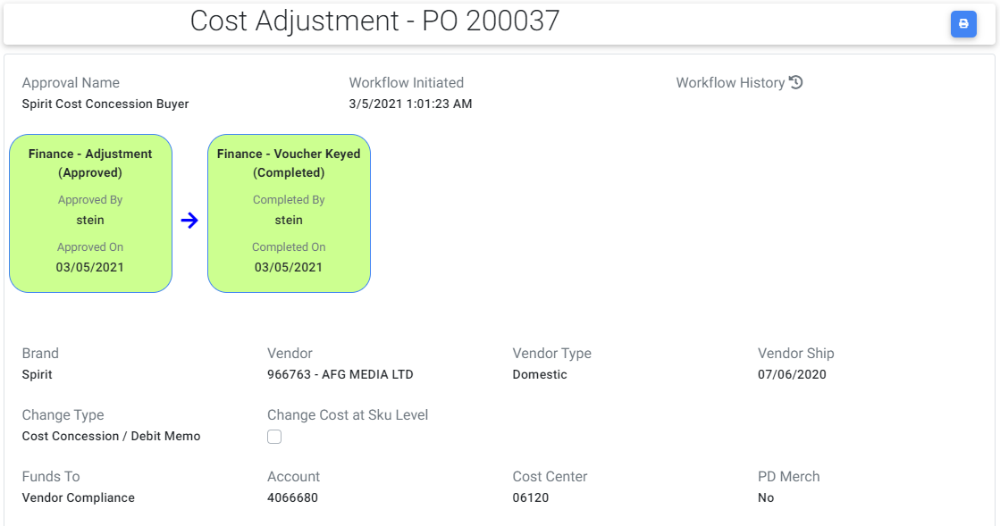 Cost Adjustment - PO 200037
Approval Name
Workflow Initiated
Workflow History
Spirit Cost Concession Buyer
3/5/2021 1:01:23 AM
Finance - Adjustment
(Approved)
Approved By
stein
Approved On
03/05/2021
Finance - Voucher Keyed
(Completed)
Completed By
stein
Completed On
03/05/2021
Brand
Vendor
Vendor Type
Vendor Ship
Spirit
966763 - AFG MEDIA LTD
Domestic
07/06/2020
Change Type
Change Cost at Sku Level
Cost Concession / Debit Memo
Funds To
Account
Cost Center
PD Merch
Vendor Compliance
4066680
06120
No